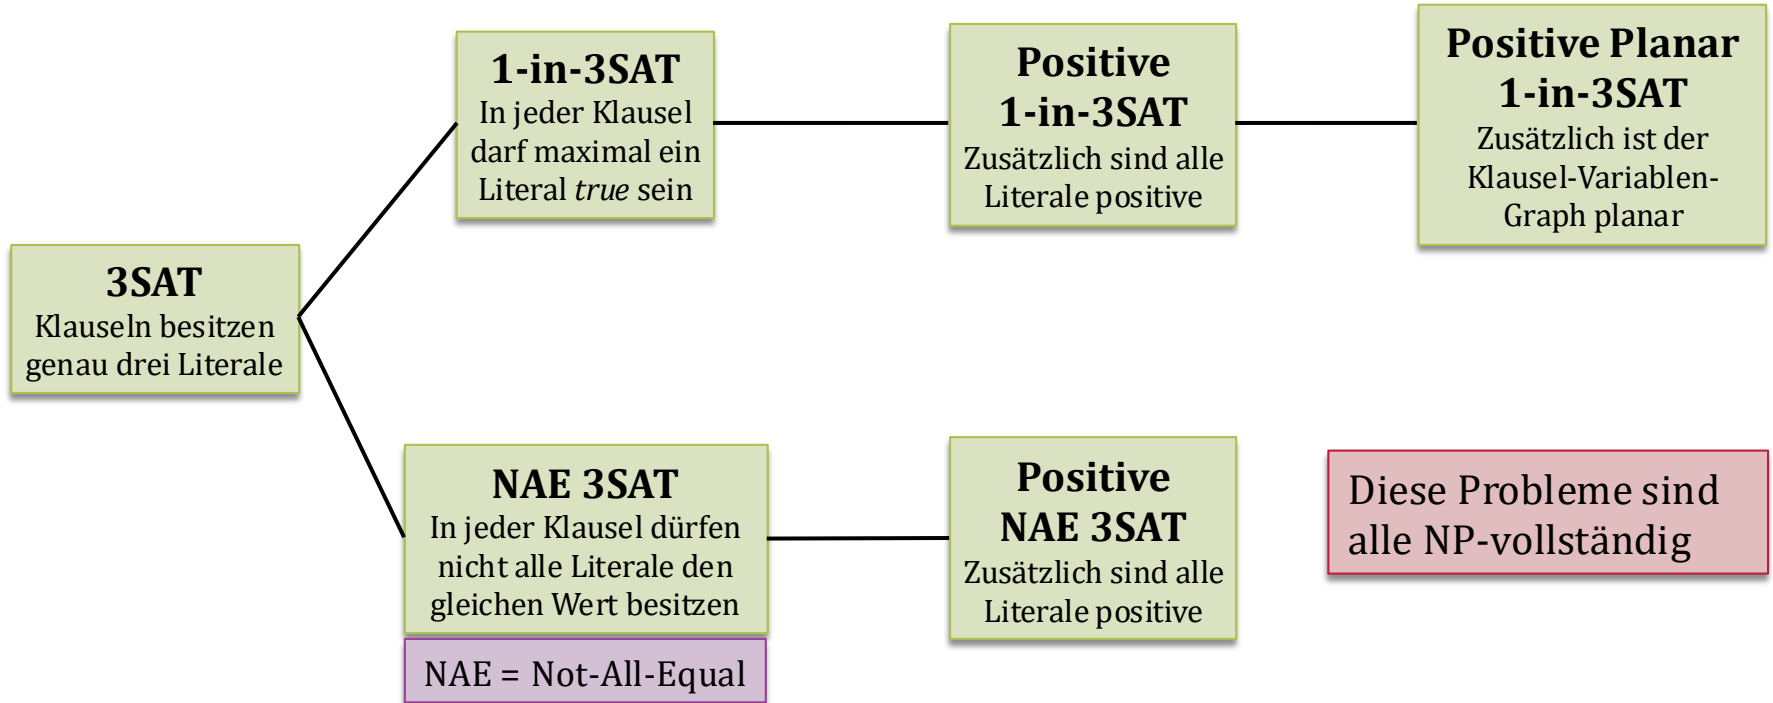 3SAT
Klauseln besitzen
genau drei Literale
1-in-3SAT
In jeder Klausel
darf maximal ein
Literal true sein
Positive
1-in-3SAT
Zusätzlich sind alle
Literale positive
Positive Planar
1-in-3SAT
Zusätzlich ist der
Klausel-Variablen-
Graph planar
NAE 3SAT
In jeder Klausel dürfen
nicht alle Literale den
gleichen Wert besitzen
NAE = Not-All-Equal
Positive
NAE 3SAT
Zusätzlich sind alle
Literale positive
Diese Probleme sind
alle NP-vollständig